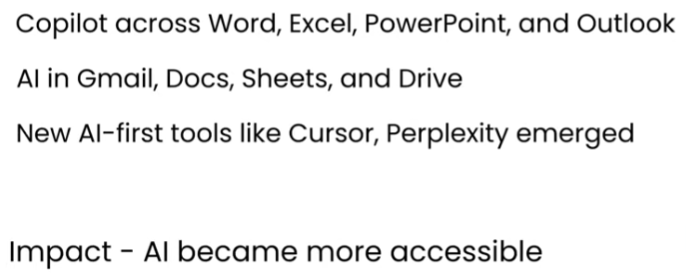 Copilot across Word, Excel, PowerPoint, and Outlook
AI in Gmail, Docs, Sheets, and Drive
New AI-first tools like Cursor, Perplexity emerged
Impact - AI became more accessible